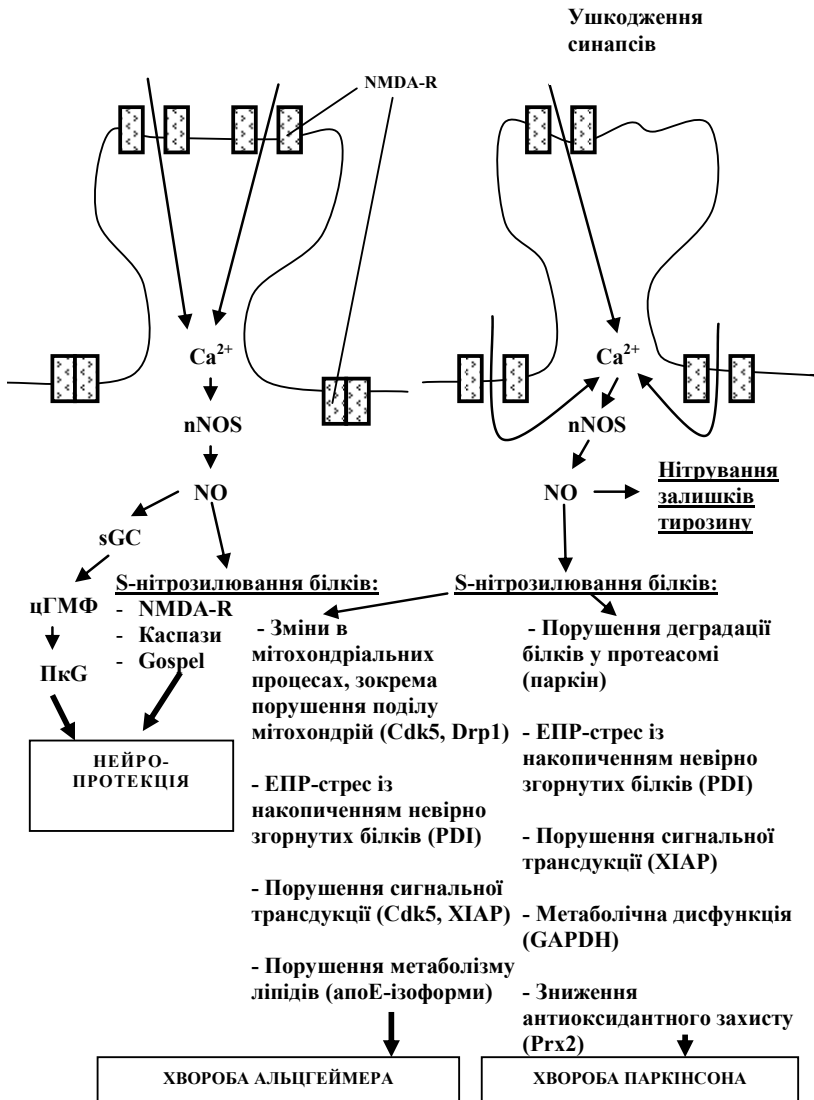 Ушкодження
синапсів
NMDA-R
Ca²⁺
nNOS
NO
sGC
цГМФ
ПкG
S-нітрозилювання білків:
- NMDA-R
- Каспази
- Gospel
НЕЙРО-
ПРОТЕКЦІЯ
Ca²⁺
nNOS
NO
Нітрування
залишків
тирозину
S-нітрозилювання білків:
- Зміни в
мітохондріальних
процесах, зокрема
порушення поділу
мітохондрій (Cdk5, Drp1)
- ЕПР-стрес із
накопиченням невірно
згорнутих білків (PDI)
- Порушення сигнальної
трансдукції (Cdk5, XIAP)
- Порушення метаболізму
ліпідів (апоЕ-ізоформи)
ХВОРОБА АЛЬЦГЕЙМЕРА
- Порушення деградації
білків у протеасомі
(паркін)
- ЕПР-стрес із
накопиченням невірно
згорнутих білків (PDI)
- Порушення сигнальної
трансдукції (XIAP)
- Метаболічна дисфункція
(GAPDH)
- Зниження
антиоксидантного захисту
(Prx2)
ХВОРОБА ПАРКІНСОНА